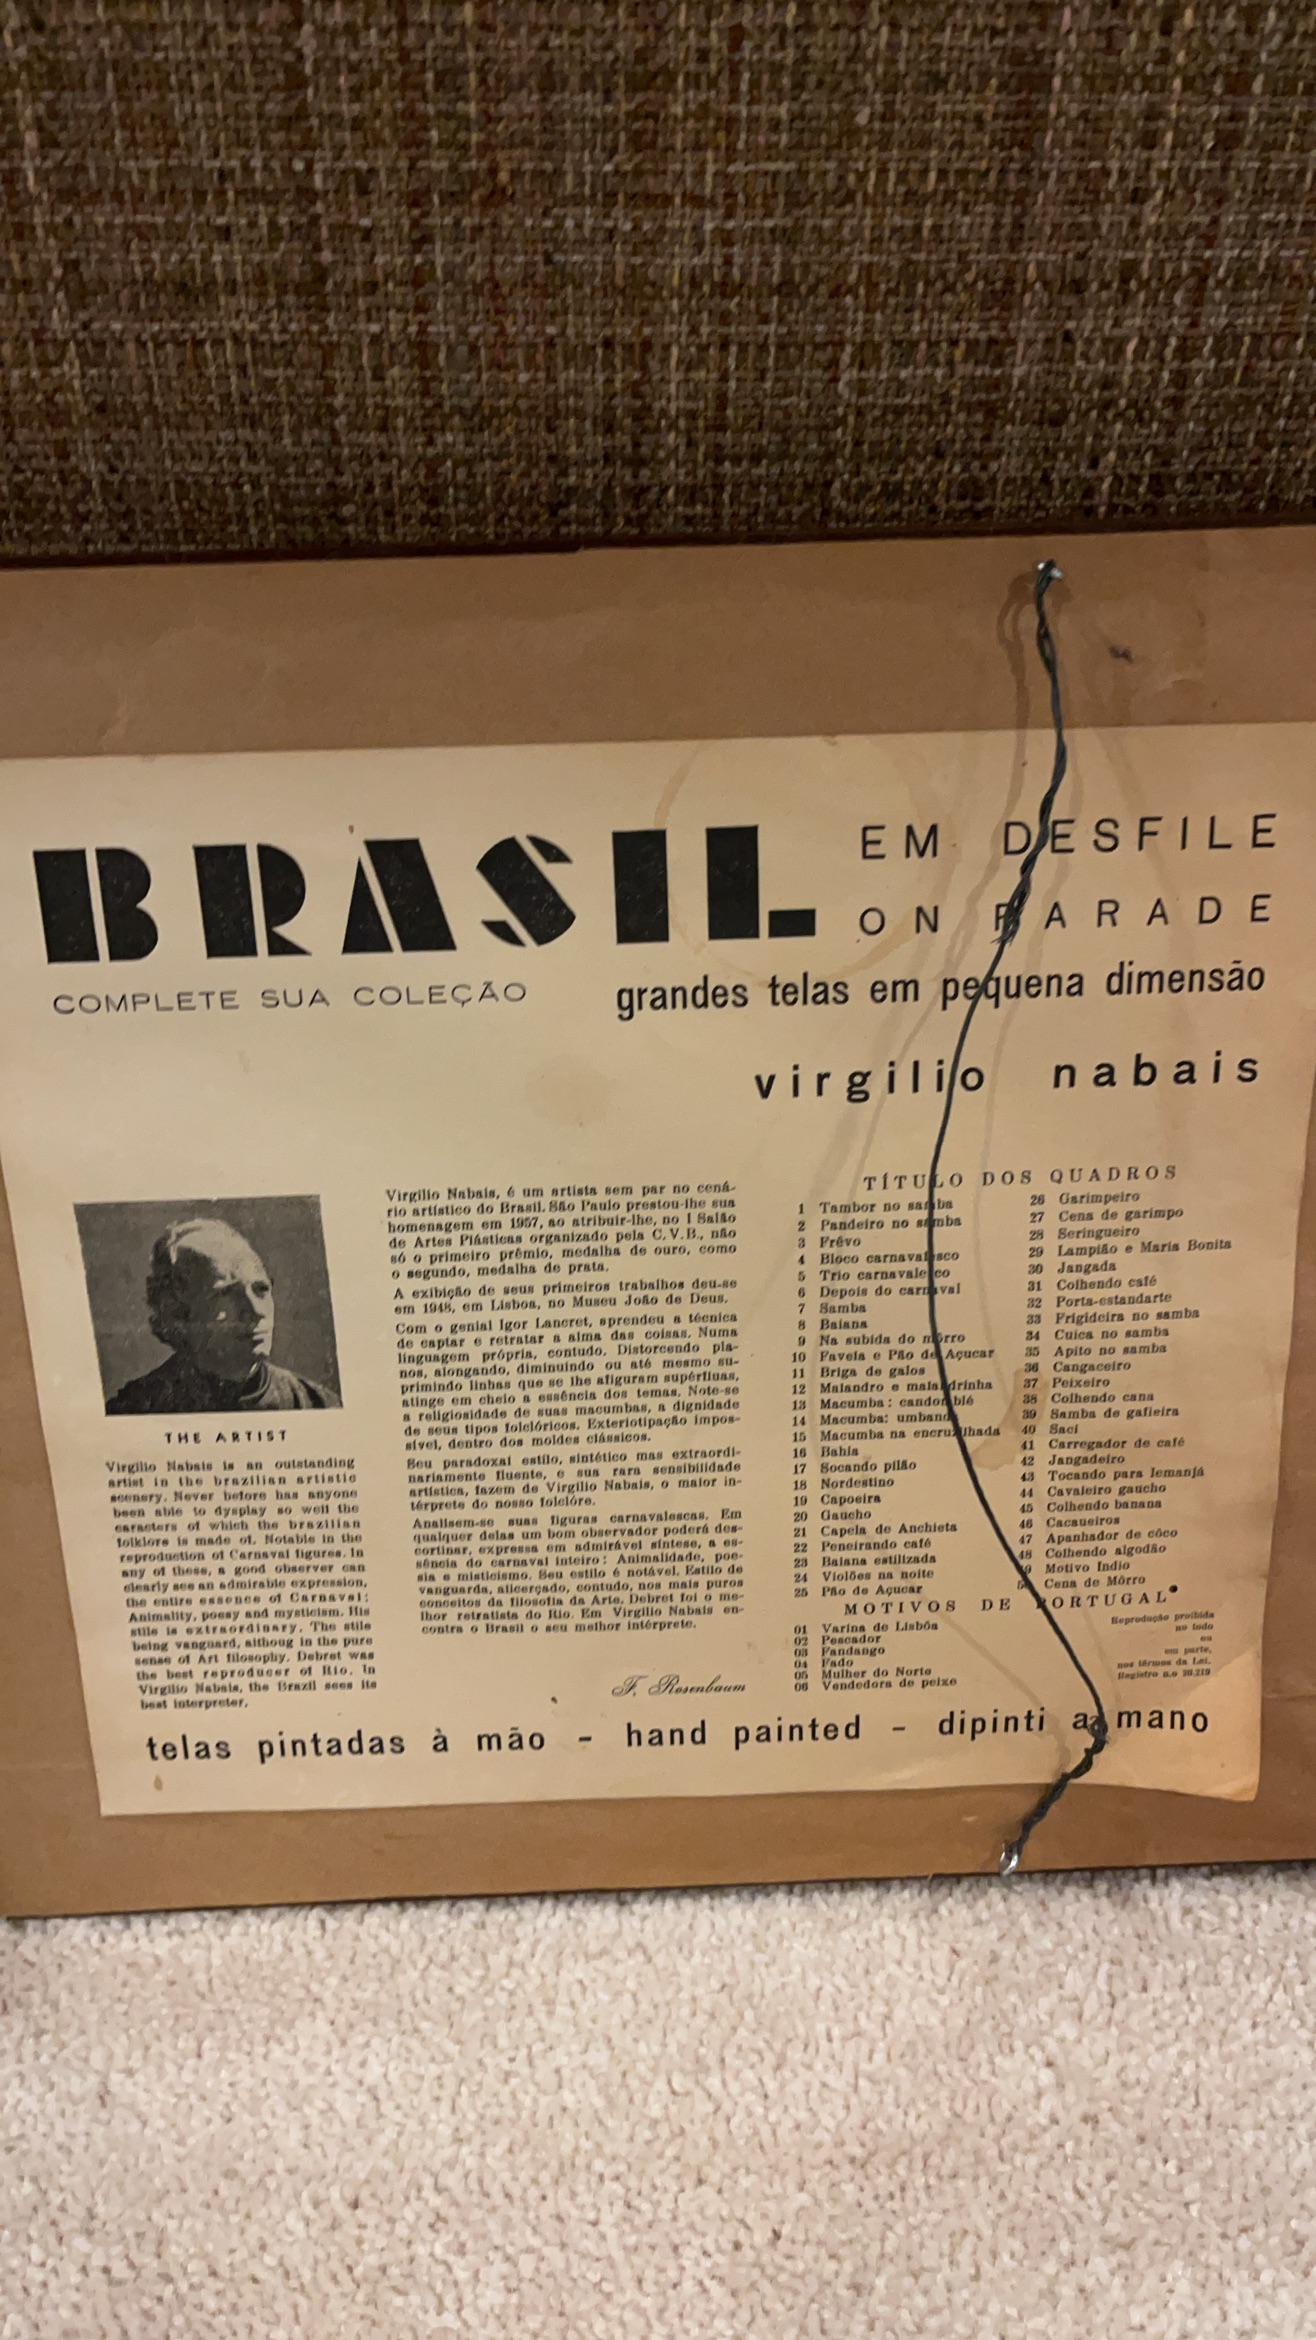 BRASIL
EM DESFILE
ON PARADE
COMPLETE SUA COLEÇÃO
grandes telas em pequena dimensão
virgilio nabais
THE ARTIST
Virgilio Nabais is an outstanding
artist in the brazilian artistic
scenery. Never before has anyone
been able to dysplay so well the
caracters of which the brazilian
folklore is made of. Notable in the
reproduction of Carnaval figures. In
any of these, a good observer can
clearly see an admirable expression,
the entire essence of Carnaval:
Animality, poesy and mysticism. His
stile is extraordinary. The stile
being vanguard, althoug in the pure
sense of Art filosophy. Debret was
the best reproducer of Rio. In
Virgilio Nabais, the Brazil sees its
best interpreter.
Virgilio Nabais, é um artista sem par no cená-
rio artístico do Brasil. São Paulo prestou-lhe sua
homenagem em 1957, ao atribuir-lhe, no I Salão
de Artes Plásticas organizado pela C.V.B., não
só o primeiro prêmio, medalha de ouro, como
o segundo, medalha de prata.
A exibição de seus primeiros trabalhos deu-se
em 1948, em Lisboa, no Museu João de Deus.
Com o genial Igor Lancret, aprendeu a técnica
de captar e retratar a alma das coisas. Numa
linguagem própria, contudo. Distorcendo pla-
nos, alongando, diminuindo ou até mesmo su-
primindo linhas que se lhe afiguram supérfluas,
atinge em cheio a essência dos temas. Note-se
a religiosidade de suas macumbas, a dignidade
de seus tipos folclóricos. Exteriotipação impos-
sível, dentro dos moldes clássicos.
Seu paradoxal estilo, sintético mas extraordi-
nariamente fluente, e sua rara sensibilidade
artística, fazem de Virgilio Nabais, o maior in-
térprete do nosso folclóre.
Analisem-se suas figuras carnavalescas. Em
qualquer delas um bom observador poderá des-
cortinar, expressa em admirável síntese, a es-
sência do carnaval inteiro: Animalidade, poe-
sia e misticismo. Seu estilo é notável. Estilo de
vanguarda, alicerçado, contudo, nos mais puros
conceitos da filosofia da Arte. Debret foi o me-
lhor retratista do Rio. Em Virgilio Nabais en-
contra o Brasil o seu melhor intérprete.
F. Rosenbaum
TÍTULO DOS QUADROS
1 Tambor no samba
2 Pandeiro no samba
3 Frêvo
4 Bloco carnavalesco
5 Trio carnavalesco
6 Depois do carnaval
7 Samba
8 Baiana
9 Na subida do môrro
10 Favela e Pão de Açucar
11 Briga de galos
12 Malandro e malandrinha
13 Macumba: candomblé
14 Macumba: umbanda
15 Macumba na encruzilhada
16 Bahia
17 Socando pilão
18 Nordestino
19 Capoeira
20 Gaucho
21 Capela de Anchieta
22 Peneirando café
23 Baiana estilizada
24 Violões na noite
25 Pão de Açucar
26 Garimpeiro
27 Cena de garimpo
28 Seringueiro
29 Lampião e Maria Bonita
30 Jangada
31 Colhendo café
32 Porta-estandarte
33 Frigideira no samba
34 Cuica no samba
35 Apito no samba
36 Cangaceiro
37 Peixeiro
38 Colhendo cana
39 Samba de gafieira
40 Saci
41 Carregador de café
42 Jangadeiro
43 Tocando para Iemanjá
44 Cavaleiro gaucho
45 Colhendo banana
46 Cacaueiros
47 Apanhador de côco
48 Colhendo algodão
49 Motivo Indio
50 Cena de Môrro
MOTIVOS DE PORTUGAL
01 Varina de Lisbôa
02 Pescador
03 Fandango
04 Fado
05 Mulher do Norte
06 Vendedora de peixe
Reprodução proibida
no todo
ou
em parte,
nos têrmos da Lei.
Registro n.o 30.219
telas pintadas à mão - hand painted - dipinti a mano